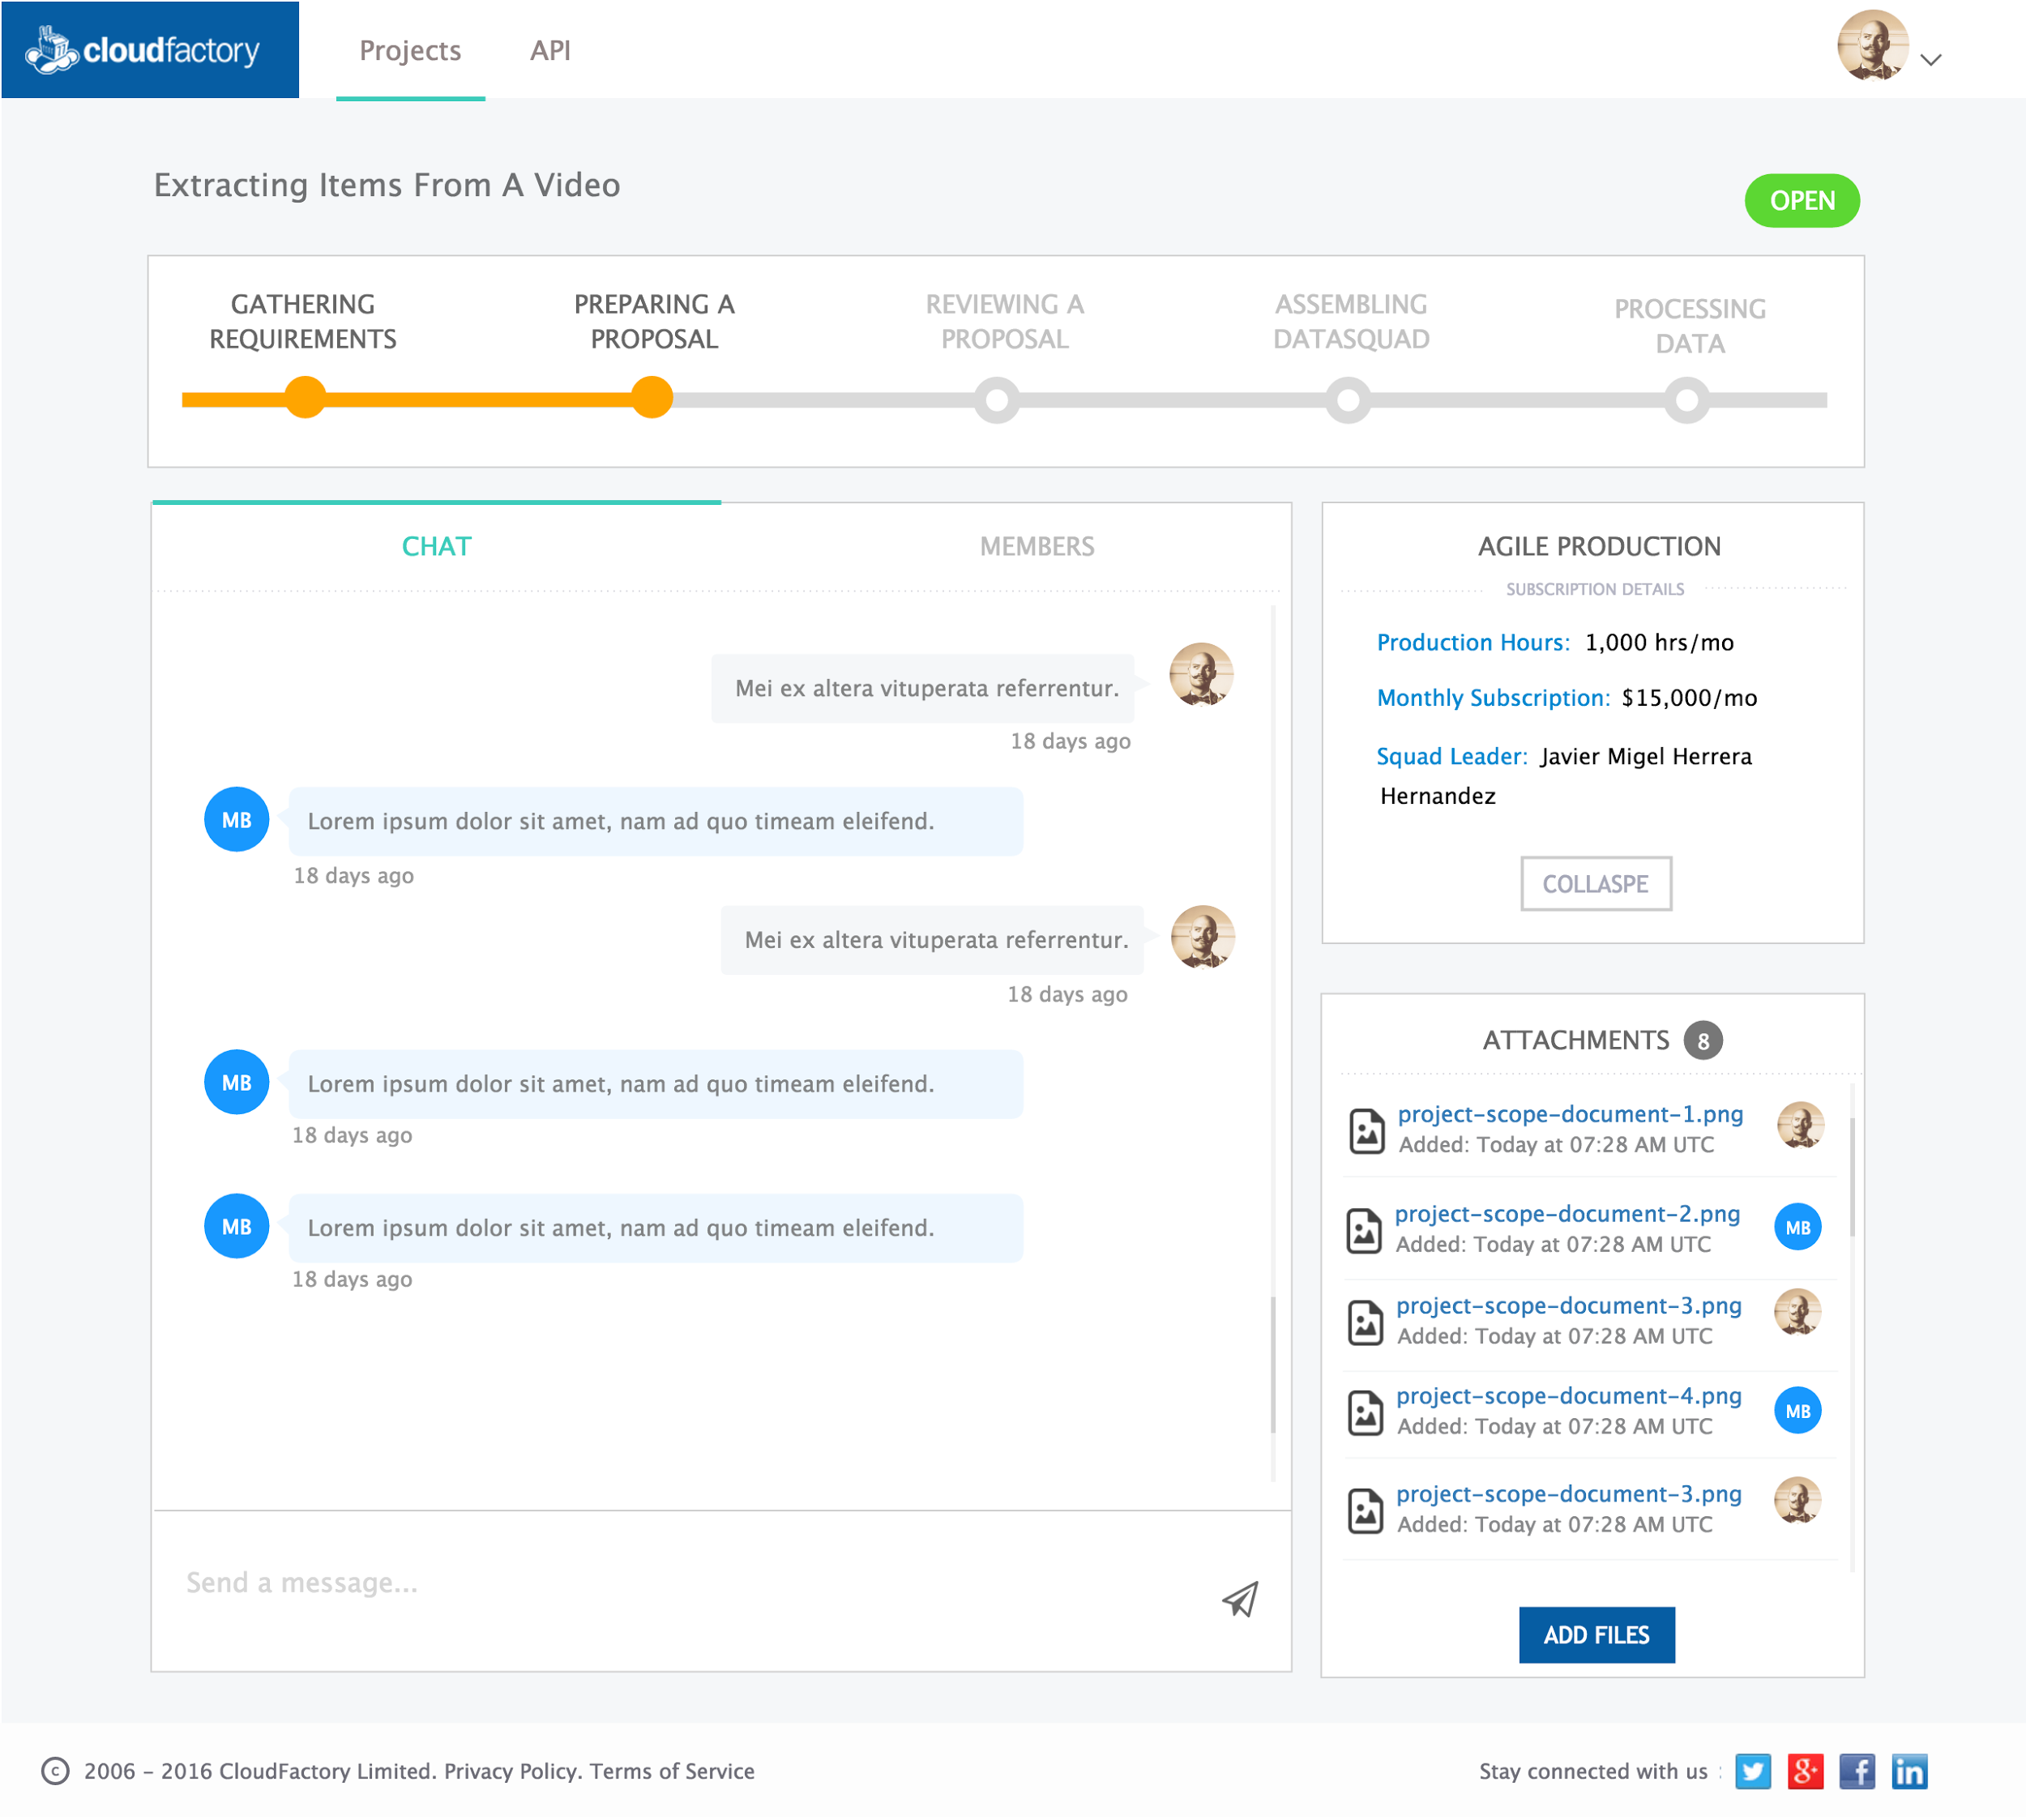 cloudfactory
Projects
API
Extracting Items From A Video
OPEN
GATHERING
REQUIREMENTS
PREPARING A
PROPOSAL
REVIEWING A
PROPOSAL
ASSEMBLING
DATASQUAD
PROCESSING
DATA
CHAT
MEMBERS
Mei ex altera vituperata referrentur.
18 days ago
MB
Lorem ipsum dolor sit amet, nam ad quo timeam eleifend.
18 days ago
Mei ex altera vituperata referrentur.
18 days ago
MB
Lorem ipsum dolor sit amet, nam ad quo timeam eleifend.
18 days ago
MB
Lorem ipsum dolor sit amet, nam ad quo timeam eleifend.
18 days ago
Send a message...
AGILE PRODUCTION
SUBSCRIPTION DETAILS
Production Hours: 1,000 hrs/mo
Monthly Subscription: $15,000/mo
Squad Leader: Javier Migel Herrera
Hernandez
COLLASPE
ATTACHMENTS 8
project-scope-document-1.png
Added: Today at 07:28 AM UTC
project-scope-document-2.png
Added: Today at 07:28 AM UTC
MB
project-scope-document-3.png
Added: Today at 07:28 AM UTC
project-scope-document-4.png
Added: Today at 07:28 AM UTC
MB
project-scope-document-3.png
Added: Today at 07:28 AM UTC
ADD FILES
© 2006 - 2016 CloudFactory Limited. Privacy Policy. Terms of Service
Stay connected with us :
g+
f
in